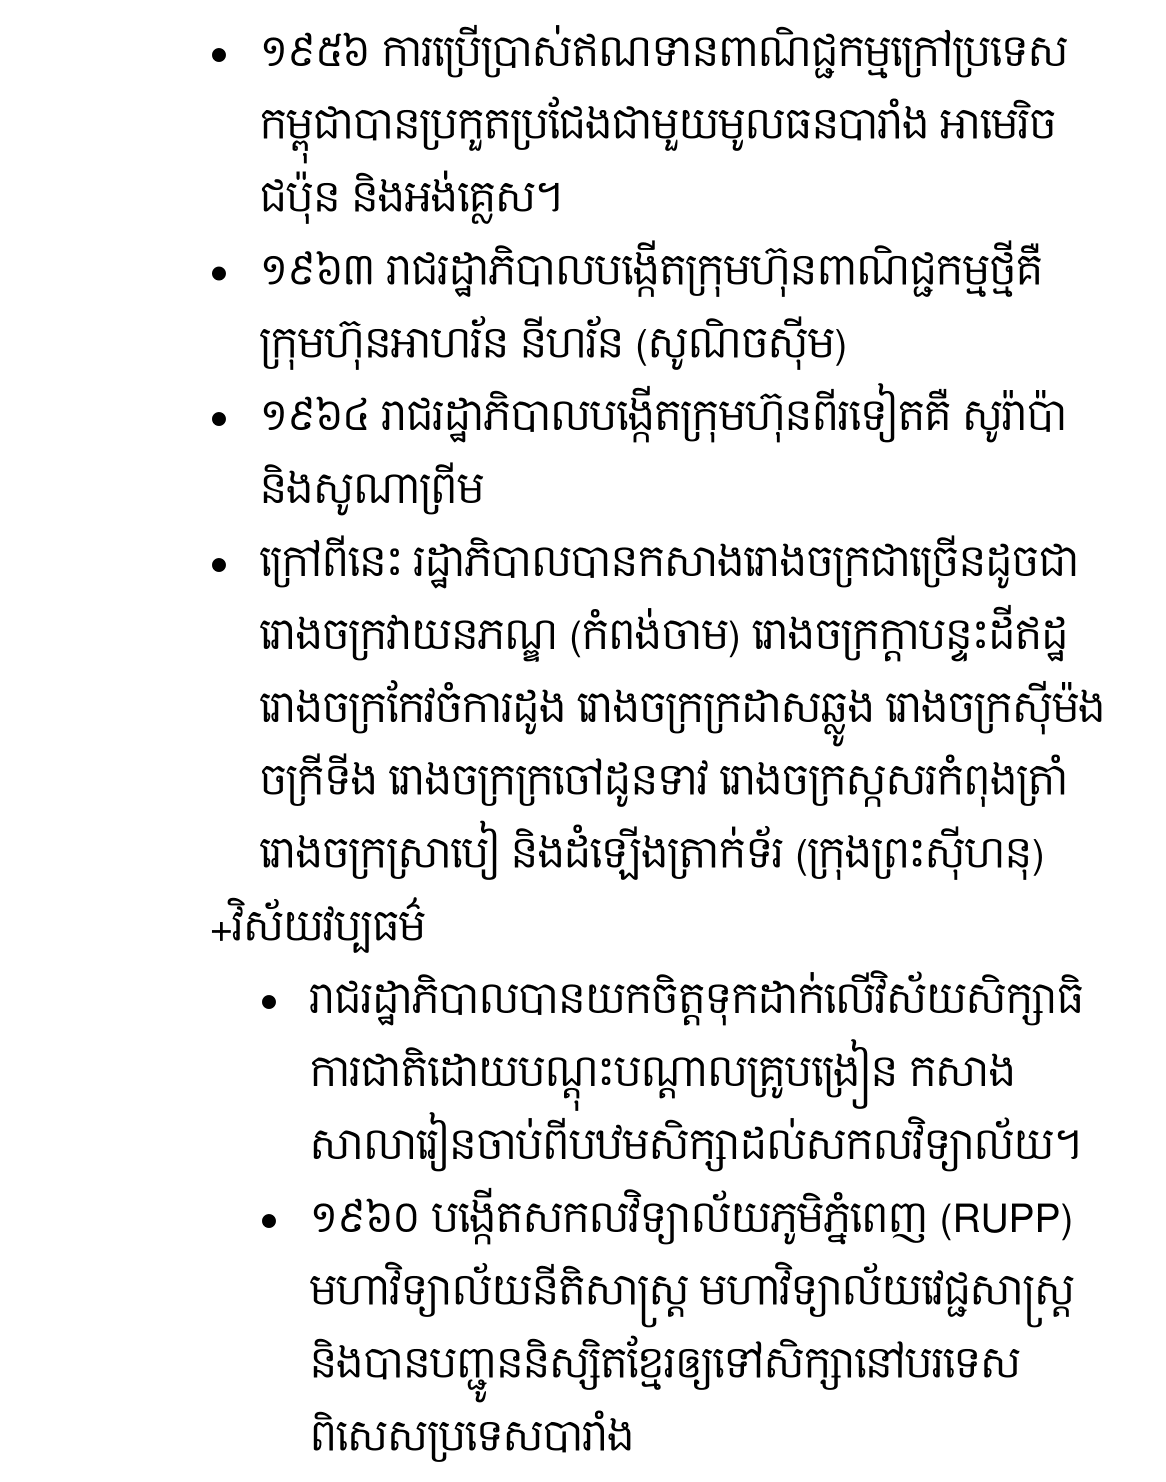 • ១៩៥៦ ការប្រើប្រាស់ឥណទានពាណិជ្ជកម្មក្រៅប្រទេស
កម្ពុជាបានប្រកួតប្រជែងជាមួយមូលធនបារាំង អាមេរិច
ជប៉ុន និងអង់គ្លេស។
• ១៩៦៣ រាជរដ្ឋាភិបាលបង្កើតក្រុមហ៊ុនពាណិជ្ជកម្មថ្មីគឺ
ក្រុមហ៊ុនអាហរ័ន នីហរ័ន (សូណិចស៊ីម)
• ១៩៦៤ រាជរដ្ឋាភិបាលបង្កើតក្រុមហ៊ុនពីរទៀតគឺ សូរ៉ាប៉ា
និងសូណាព្រីម
• ក្រៅពីនេះ រដ្ឋាភិបាលបានកសាងរោងចក្រជាច្រើនដូចជា
រោងចក្រវាយនភណ្ឌ (កំពង់ចាម) រោងចក្រក្តាបន្ទះដីឥដ្ឋ
រោងចក្រកែវចំការដូង រោងចក្រក្រដាសឆ្លូង រោងចក្រស៊ីម៉ង
ចក្រីទីង រោងចក្រក្រចៅដូនទាវ រោងចក្រស្កសរកំពុងត្រាំ
រោងចក្រស្រាបៀ និងដំឡើងត្រាក់ទ័រ (ក្រុងព្រះស៊ីហនុ)
+វិស័យវប្បធម៌
• រាជរដ្ឋាភិបាលបានយកចិត្តទុកដាក់លើវិស័យសិក្សាធិ
ការជាតិដោយបណ្តុះបណ្តាលគ្រូបង្រៀន កសាង
សាលារៀនចាប់ពីបឋមសិក្សាដល់សកលវិទ្យាល័យ។
• ១៩៦០ បង្កើតសកលវិទ្យាល័យភូមិភ្នំពេញ (RUPP)
មហាវិទ្យាល័យនីតិសាស្ត្រ មហាវិទ្យាល័យវេជ្ជសាស្ត្រ
និងបានបញ្ជូននិស្សិតខ្មែរឲ្យទៅសិក្សានៅបរទេស
ពិសេសប្រទេសបារាំង